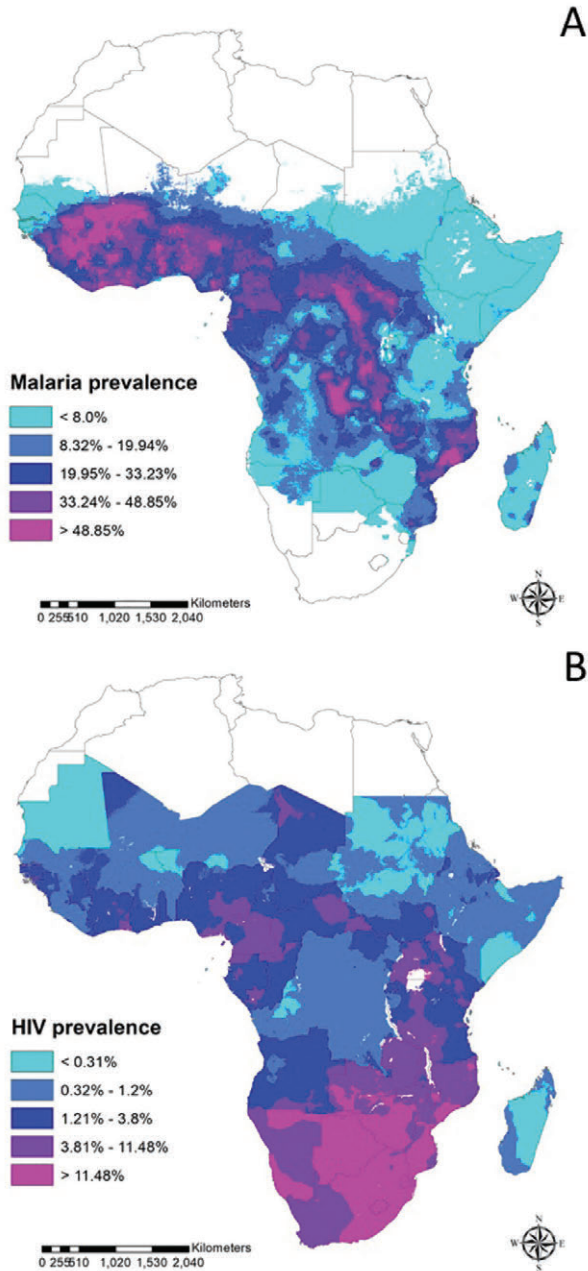 A
Malaria prevalence
< 8.0%
8.32% - 19.94%
19.95% - 33.23%
33.24% - 48.85%
> 48.85%
Kilometers
0 255510 1,020 1,530 2,040
N
W E
S
B
HIV prevalence
< 0.31%
0.32% - 1.2%
1.21% - 3.8%
3.81% - 11.48%
> 11.48%
Kilometers
0 255510 1,020 1,530 2,040
N
W E
S